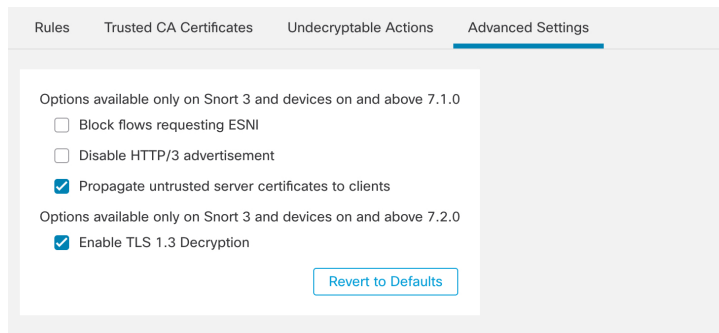 Rules Trusted CA Certificates Undecryptable Actions Advanced Settings
Options available only on Snort 3 and devices on and above 7.1.0
Block flows requesting ESNI
Disable HTTP/3 advertisement
Propagate untrusted server certificates to clients
Options available only on Snort 3 and devices on and above 7.2.0
Enable TLS 1.3 Decryption
Revert to Defaults